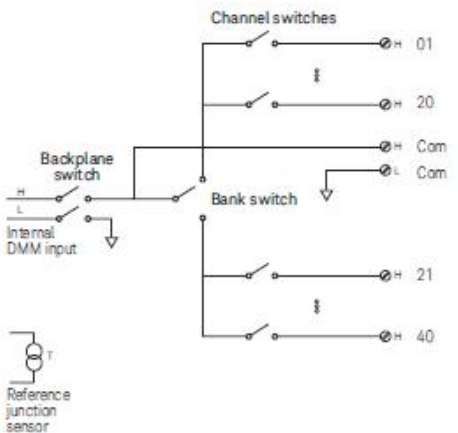 Channel switches
H 01
H 20
H Com
L Com
Backplane
switch
H
L
Bank switch
Internal
DMM input
H 21
H 40
T
Reference
junction
sensor